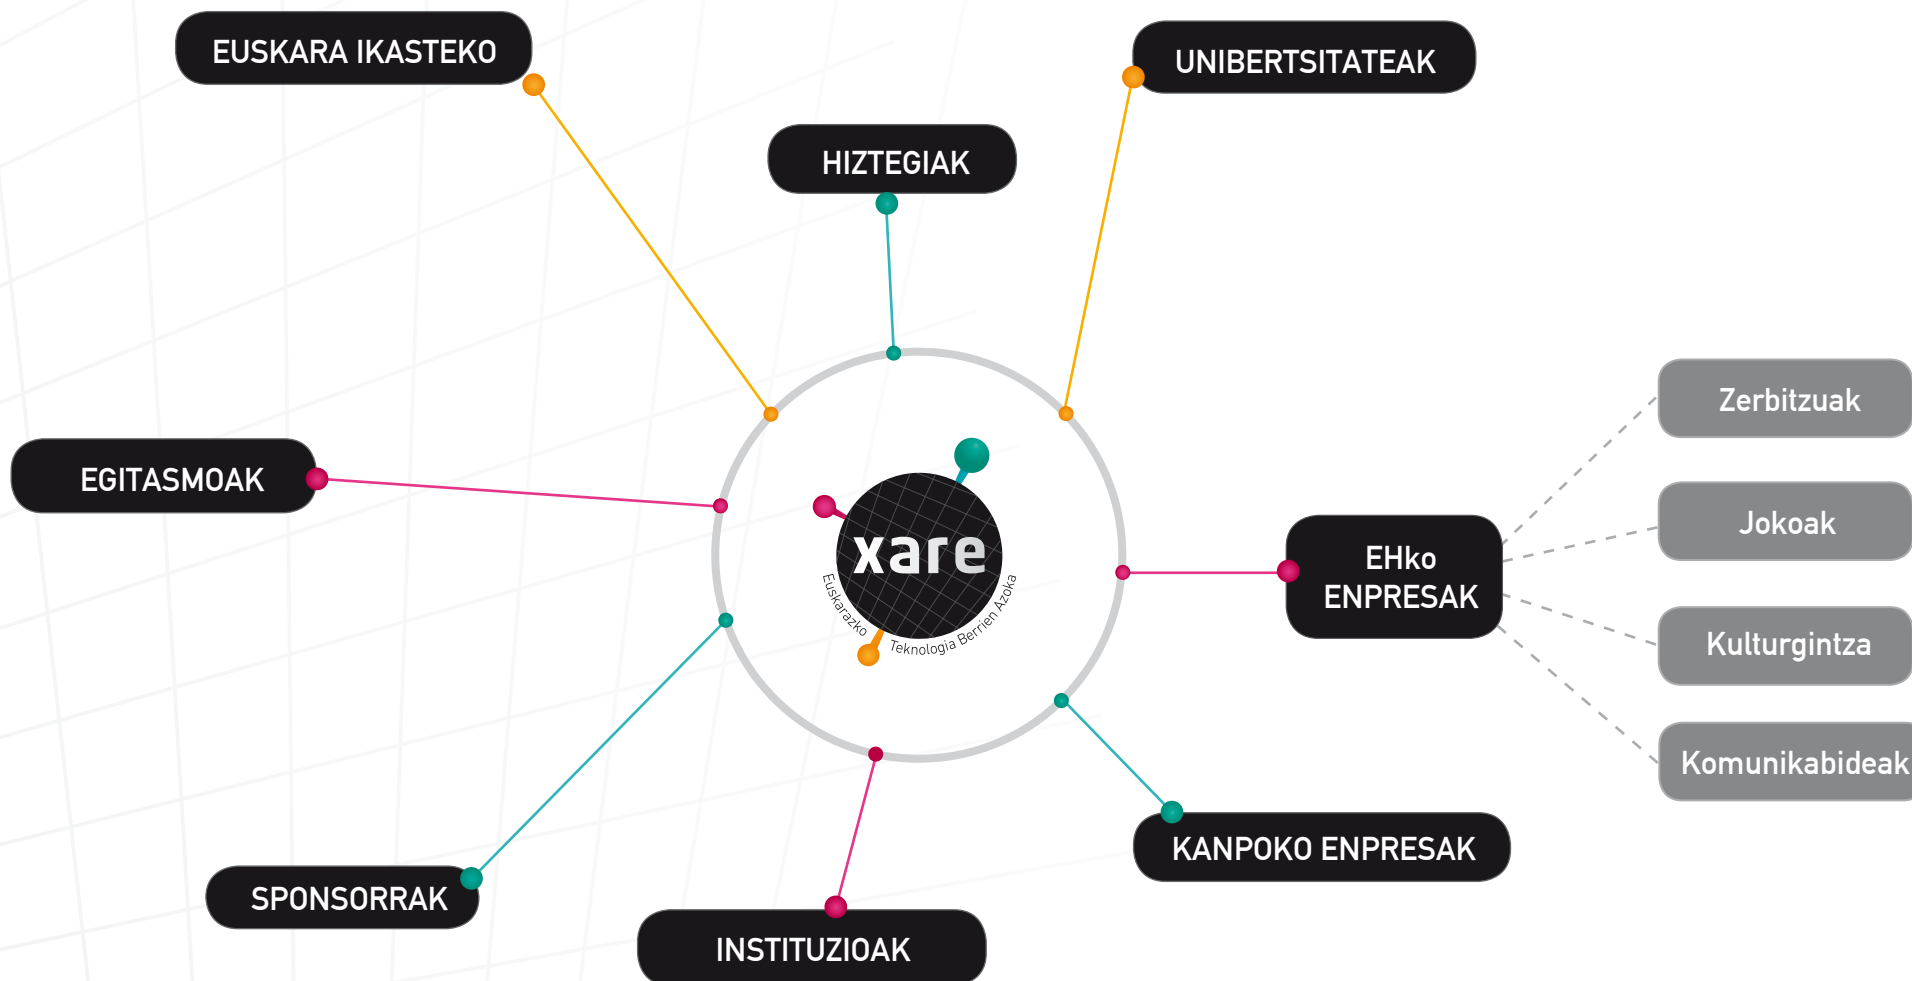 EUSKARA IKASTEKO
UNIBERTSITATEAK
HIZTEGIAK
Zerbitzuak
EGITASMOAK
Jokoak
xare
Euskarazko Teknologia Berrien Azoka
EHko
ENPRESAK
Kulturgintza
Komunikabideak
KANPOKO ENPRESAK
SPONSORRAK
INSTITUZIOAK